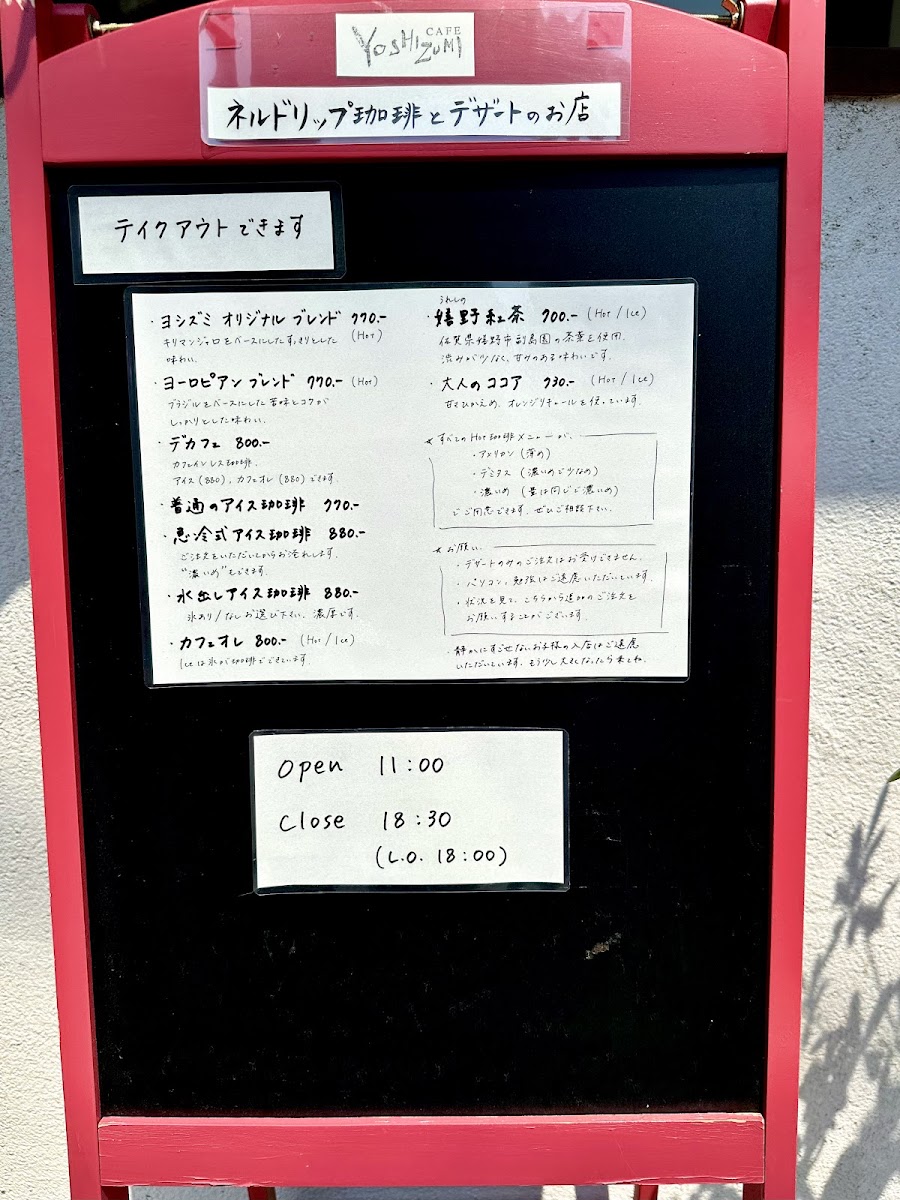 CAFE
YOSHIZUMI
ネルドリップ珈琲とデザートのお店
テイクアウトできます
・ヨシズミ オリジナル ブレンド 770.-
キリマンジャロをベースにしたすっきりとした (Hot)
味わい.
・ヨーロピアン ブレンド 770.- (Hot)
ブラジルをベースにした苦味とコクが
しっかりとした味わい.
・デカフェ 800.-
カフェインレス珈琲.
アイス(880), カフェオレ(880)できます.
・普通のアイス珈琲 770.-
・急冷式アイス珈琲 880.-
ご注文をいただいてからお淹れします.
"濃いめ"もできます.
・水出しアイス珈琲 880.-
氷あり/なしお選び下さい. 濃厚です.
・カフェオレ 800.- (Hot/Ice)
Iceは氷が珈琲でできています.
うれしの
・嬉野紅茶 700.- (Hot/Ice)
佐賀県嬉野市副島園の茶葉を使用.
渋みが少なく、甘みのある味わいです.
・大人のココア 730.- (Hot/Ice)
甘さひかえめ. オレンジリキュールを使っています.
★すべてのHot珈琲メニューが、
・アメリカン(薄め)
・デミタス(濃いめで少なめ)
・濃いめ(量は同じで濃いめ)
でご用意できます. ぜひご相談下さい.
★お願い.
・デザートのみのご注文はお受けできません.
・パソコン、勉強はご遠慮いただいています.
・状況を見て、こちらから追加のご注文を
お願いすることがございます.
・静かにすごせないお子様の入店はご遠慮
いただいています. もう少し大きくなったら来てね.
Open 11:00
Close 18:30
(L.O. 18:00)